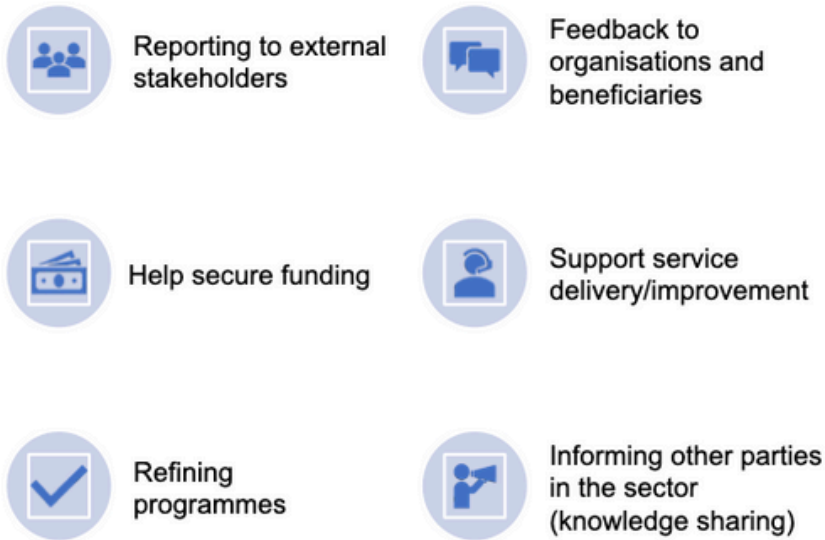 Reporting to external
stakeholders
Feedback to
organisations and
beneficiaries
Help secure funding
Support service
delivery/improvement
Refining
programmes
Informing other parties
in the sector
(knowledge sharing)